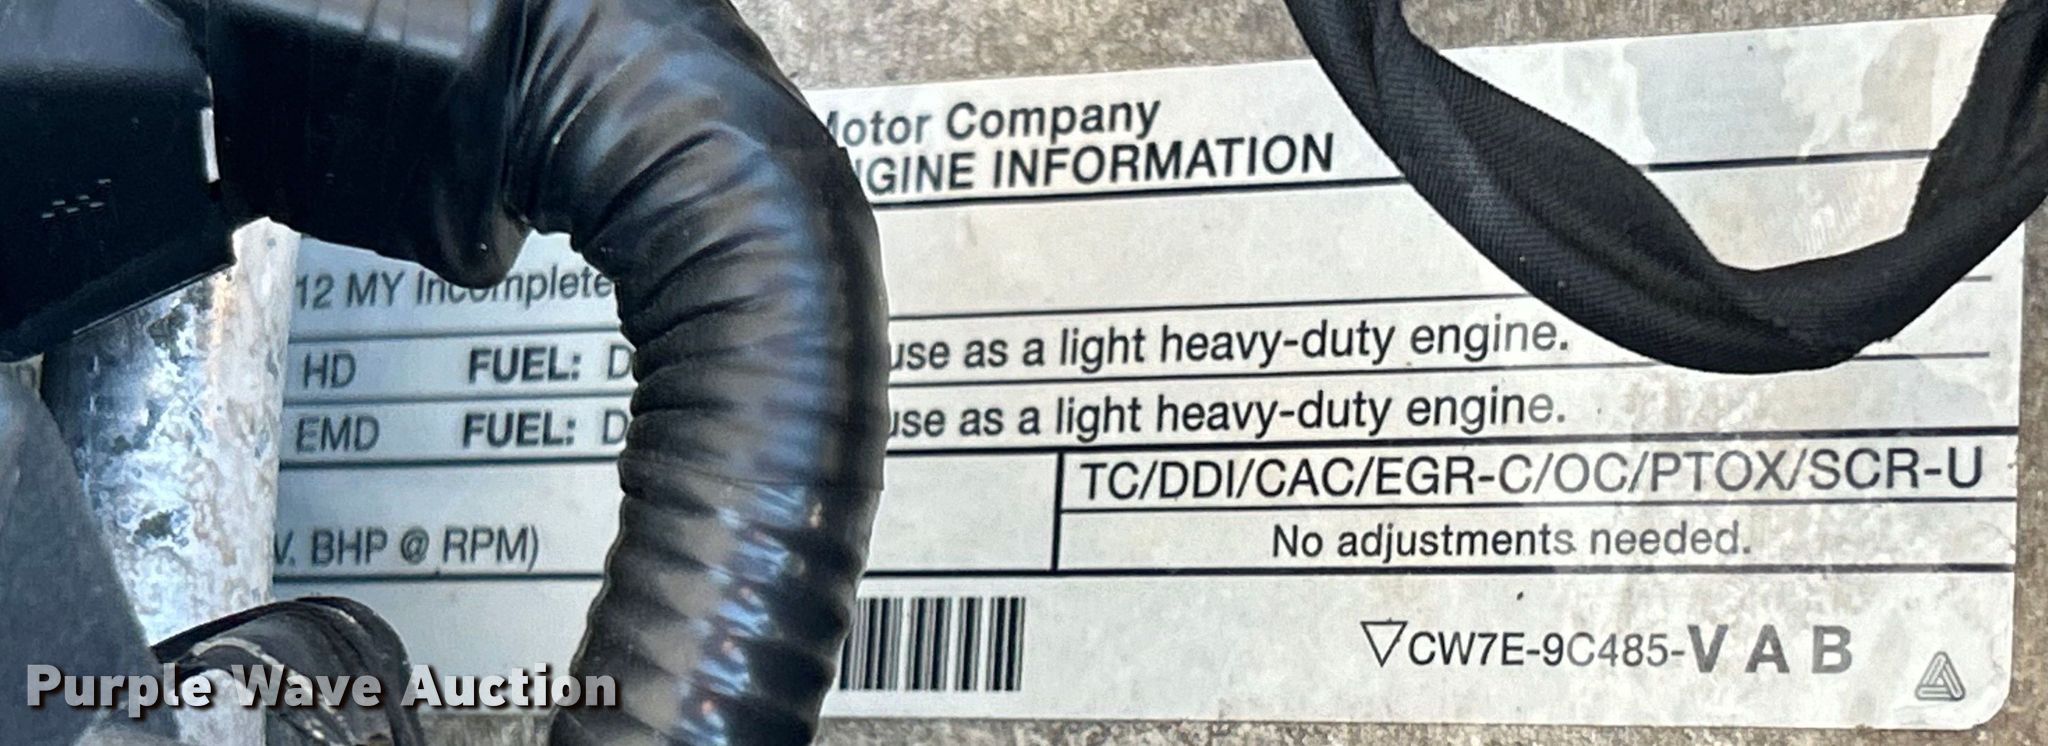 Motor Company
ENGINE INFORMATION
12 MY Incomplete
HD FUEL: D use as a light heavy-duty engine.
EMD FUEL: D use as a light heavy-duty engine.
TC/DDI/CAC/EGR-C/OC/PTOX/SCR-U
V. BHP @ RPM)
No adjustments needed.
▽CW7E-9C485-VAB
Purple Wave Auction